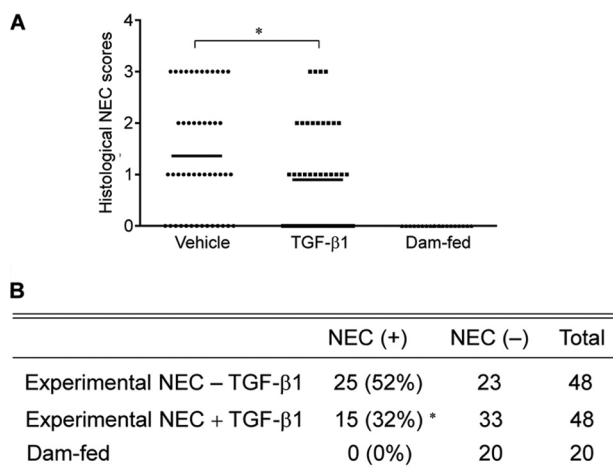 A
4
*
3
2
1
0
Histological NEC scores
Vehicle TGF-β1 Dam-fed
B
NEC (+) NEC (–) Total
Experimental NEC – TGF-β1 25 (52%) 23 48
Experimental NEC + TGF-β1 15 (32%) * 33 48
Dam-fed 0 (0%) 20 20